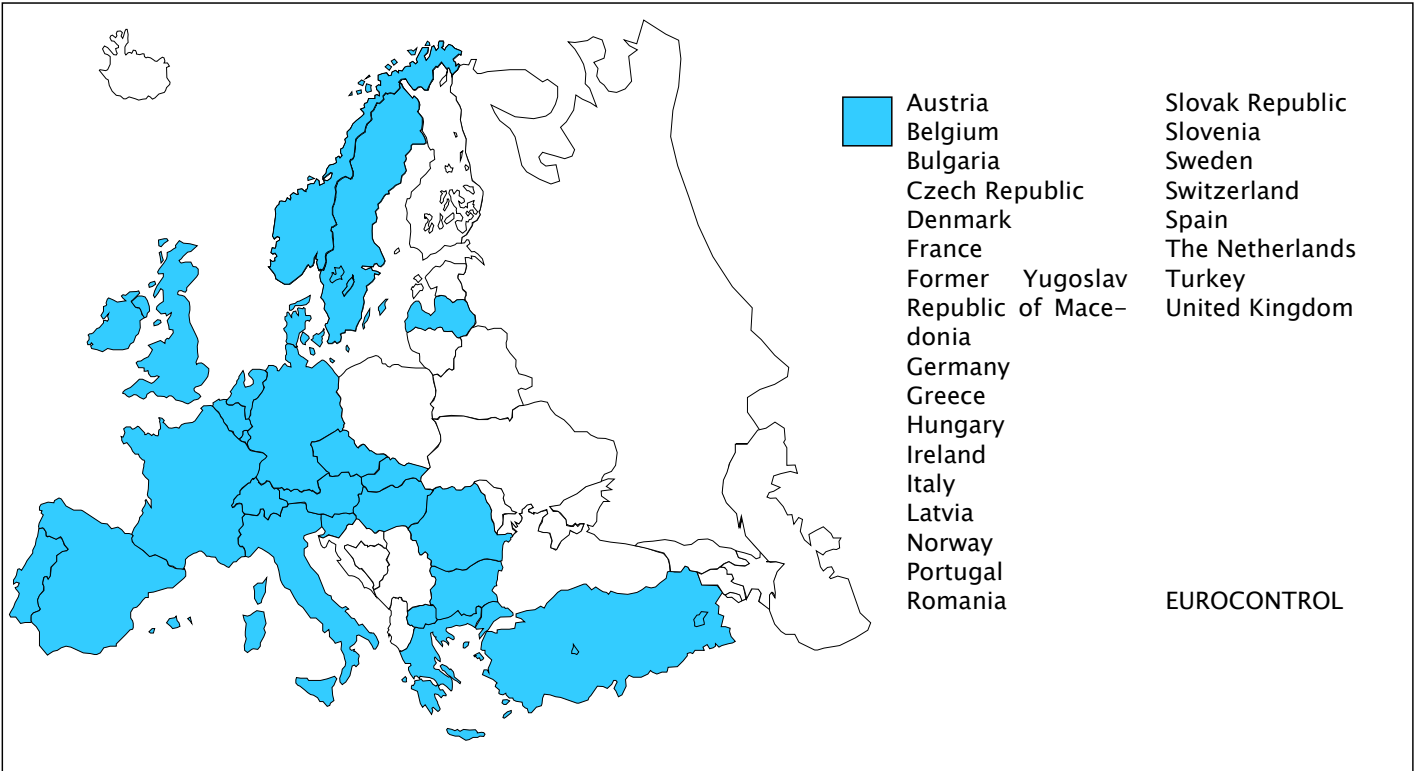 Austria
Belgium
Bulgaria
Czech Republic
Denmark
France
Former Yugoslav
Republic of Mace-
donia
Germany
Greece
Hungary
Ireland
Italy
Latvia
Norway
Portugal
Romania
Slovak Republic
Slovenia
Sweden
Switzerland
Spain
The Netherlands
Turkey
United Kingdom
EUROCONTROL